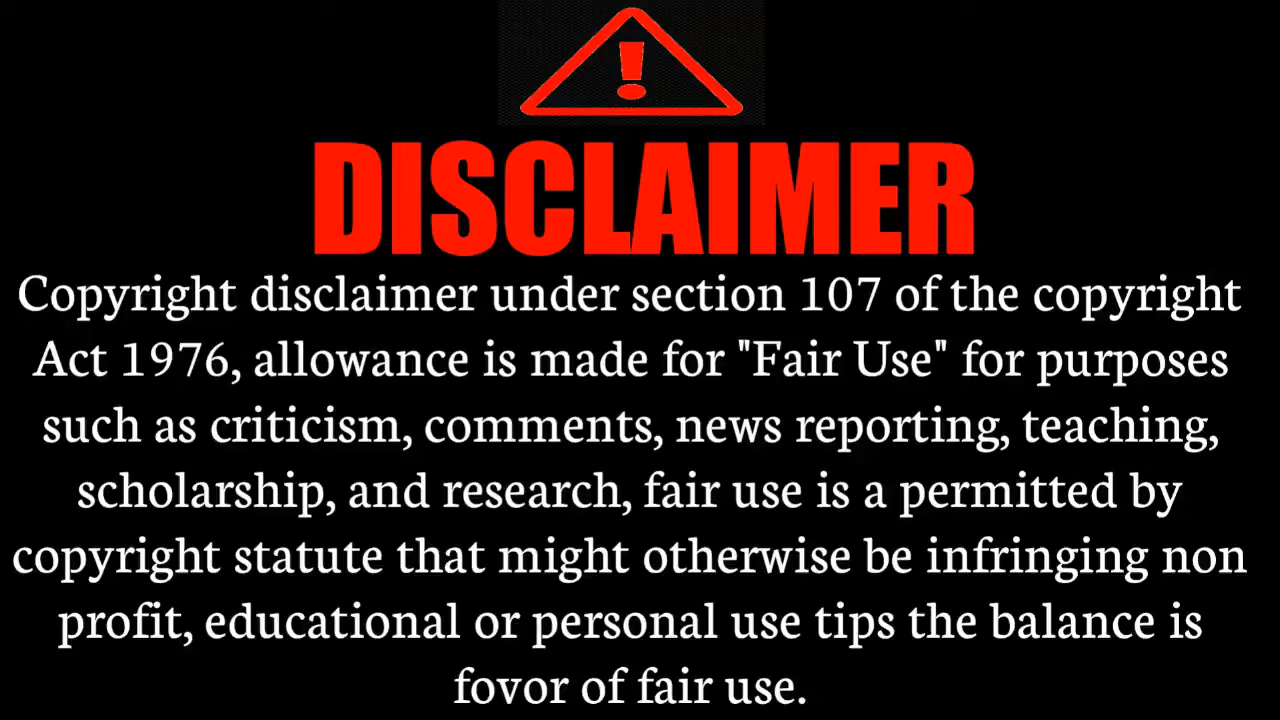 DISCLAIMER
Copyright disclaimer under section 107 of the copyright
Act 1976, allowance is made for "Fair Use" for purposes
such as criticism, comments, news reporting, teaching,
scholarship, and research, fair use is a permitted by
copyright statute that might otherwise be infringing non
profit, educational or personal use tips the balance is
fovor of fair use.